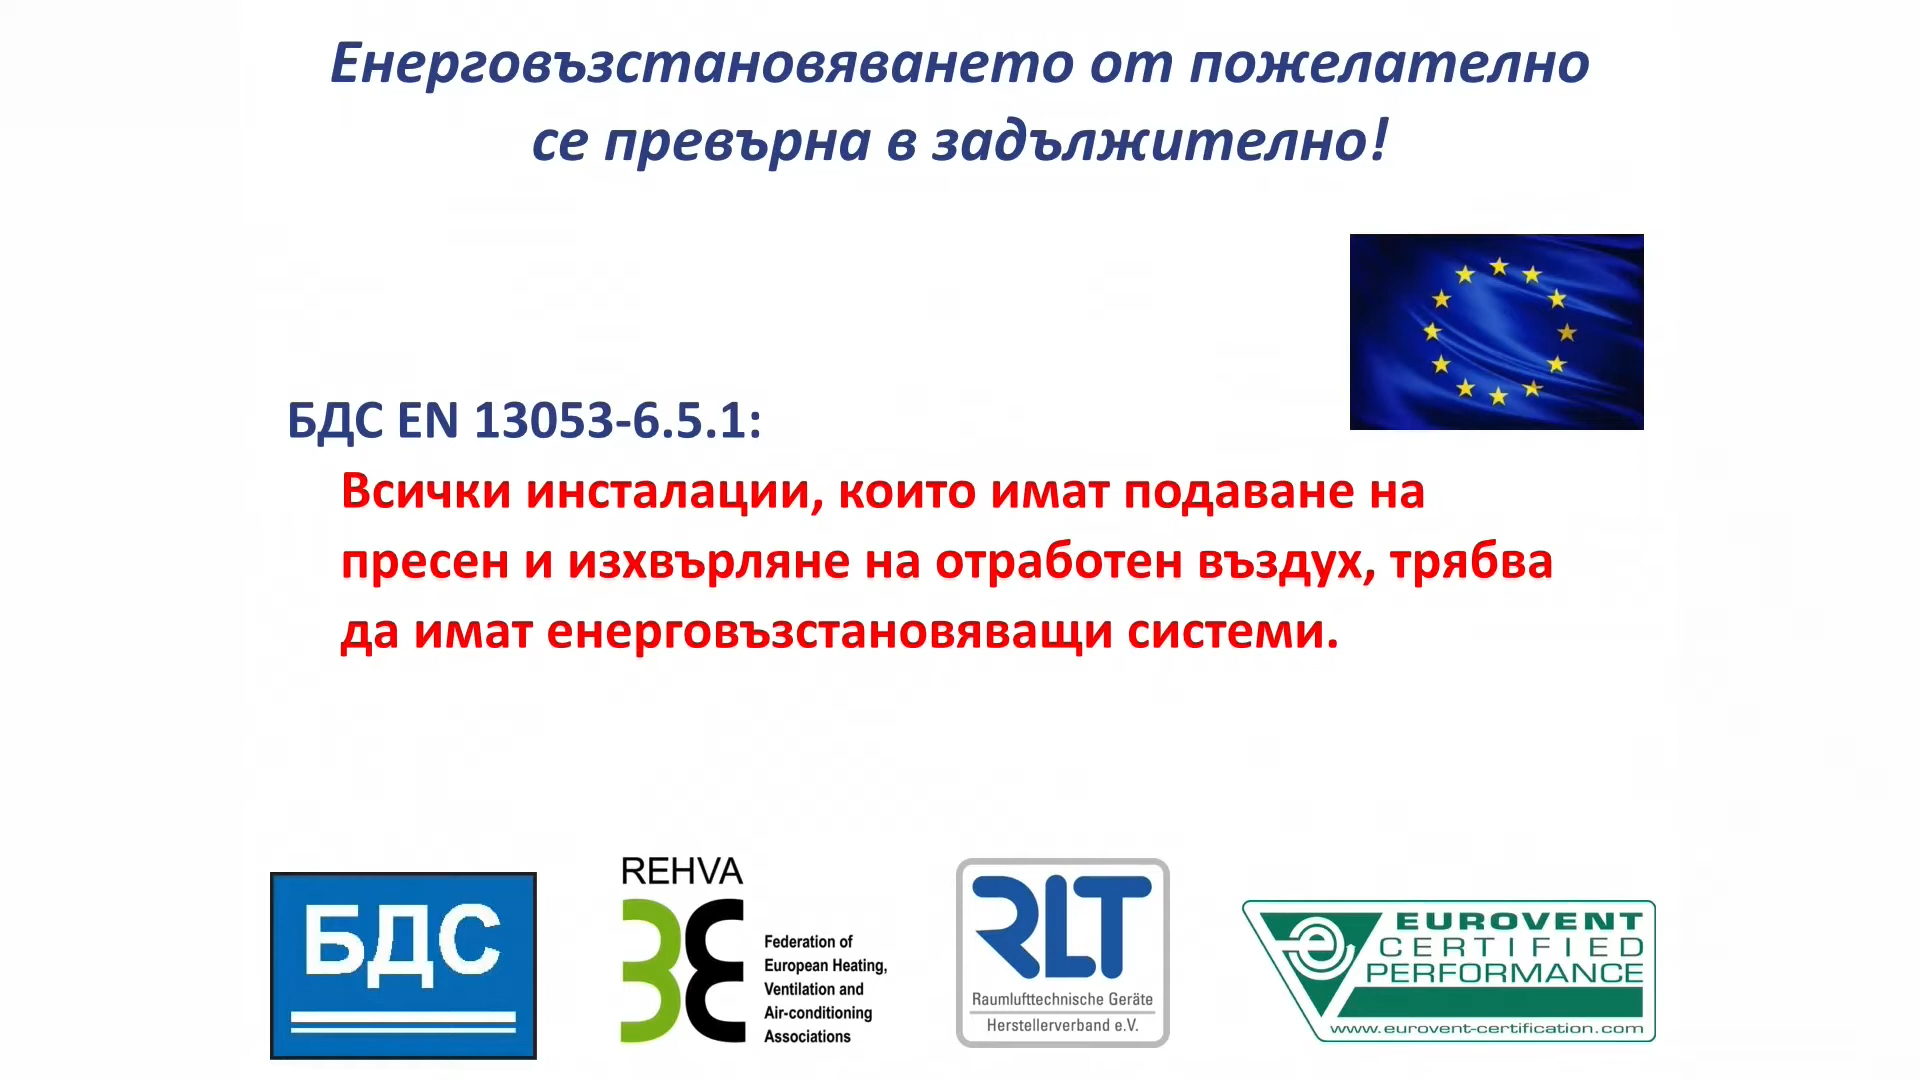 Енерговъзстановяването от пожелателно
се превърна в задължително!
БДС EN 13053-6.5.1:
Всички инсталации, които имат подаване на
пресен и изхвърляне на отработен въздух, трябва
да имат енерговъзстановяващи системи.
БДС
REHVA
Federation of
European Heating,
Ventilation and
Air-conditioning
Associations
RLT
Raumlufttechnische Geräte
Herstellerverband e.V.
EUROVENT
CERTIFIED
PERFORMANCE
www.eurovent-certification.com